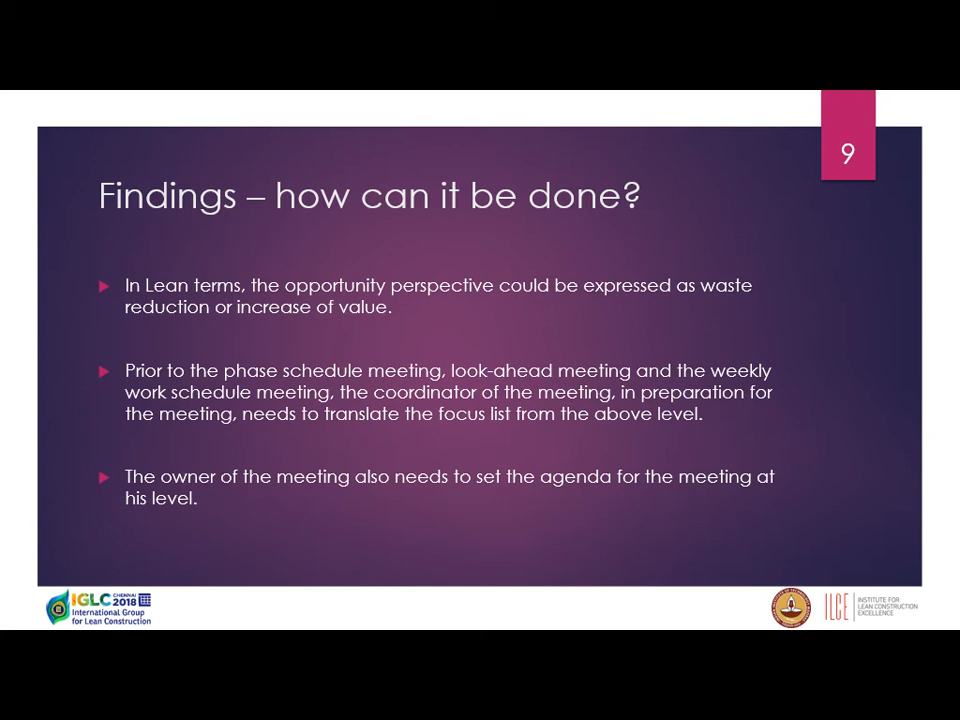 9
Findings – how can it be done?
In Lean terms, the opportunity perspective could be expressed as waste
reduction or increase of value.
Prior to the phase schedule meeting, look-ahead meeting and the weekly
work schedule meeting, the coordinator of the meeting, in preparation for
the meeting, needs to translate the focus list from the above level.
The owner of the meeting also needs to set the agenda for the meeting at
his level.
IGLC CHENNAI 2018
International Group
for Lean Construction
ILCE
INSTITUTE FOR
LEAN CONSTRUCTION
EXCELLENCE